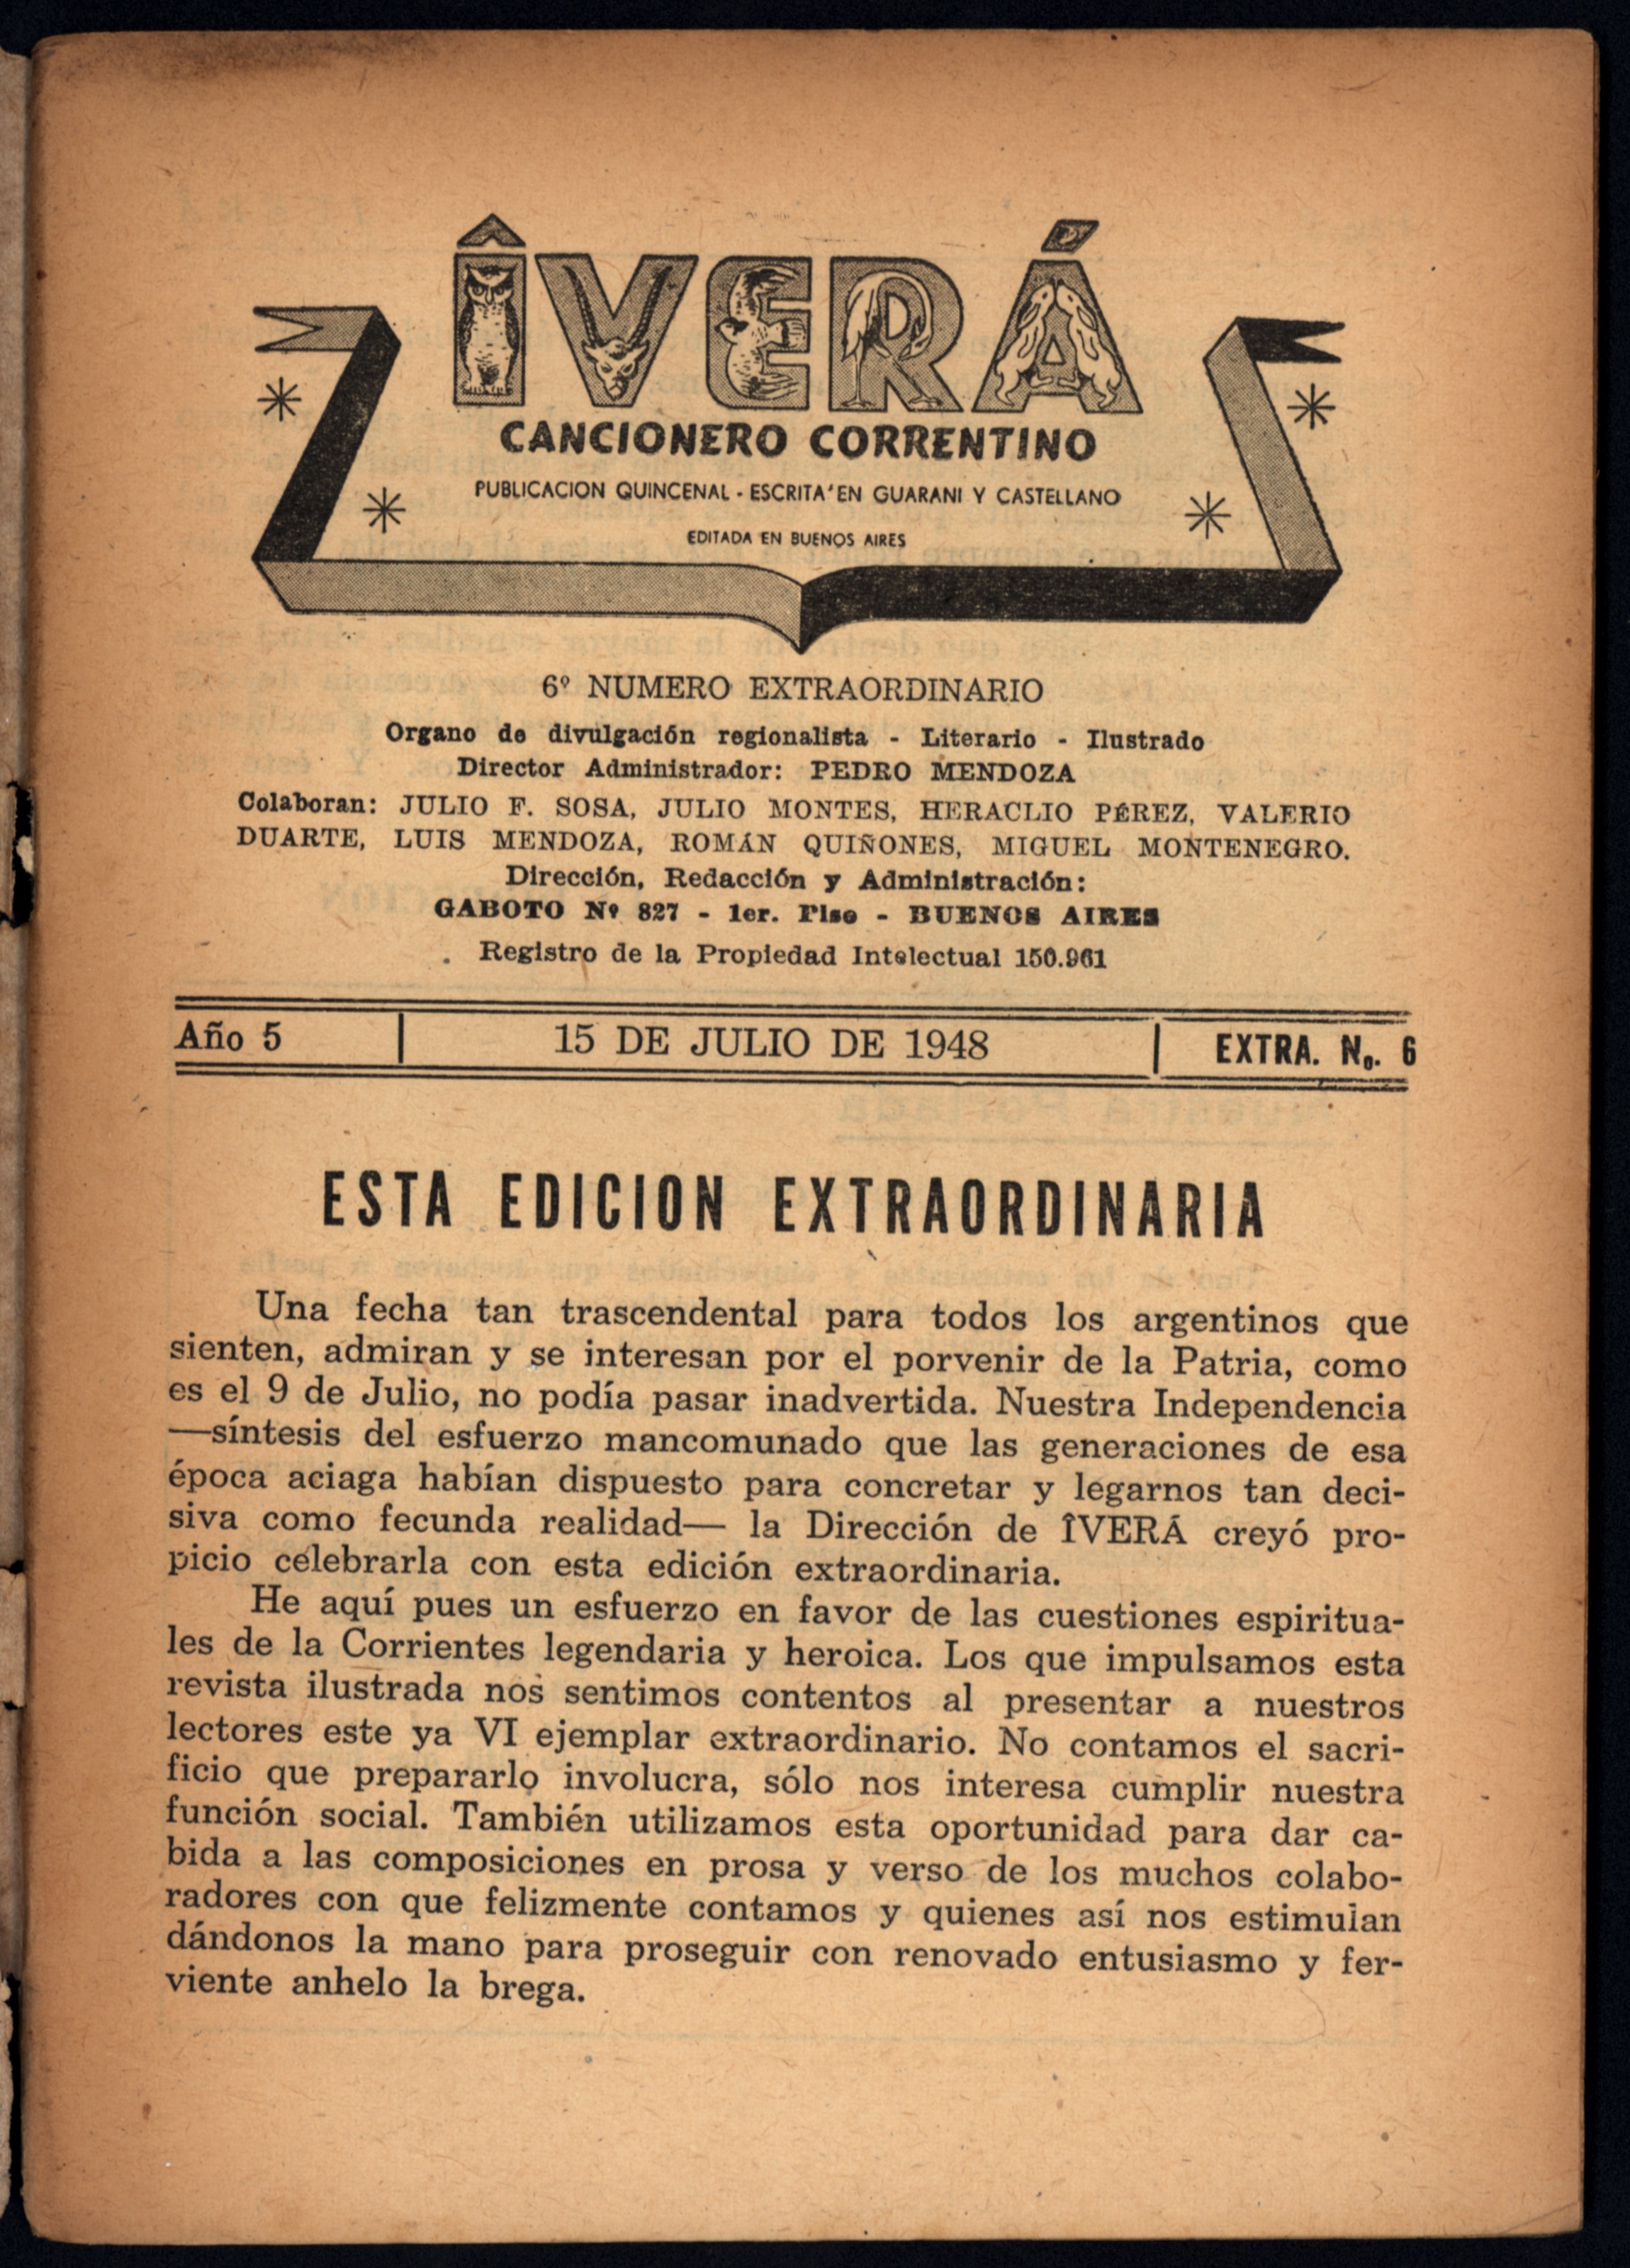 ÎVERÁ
CANCIONERO CORRENTINO
PUBLICACION QUINCENAL - ESCRITA EN GUARANI Y CASTELLANO
EDITADA EN BUENOS AIRES
6º NUMERO EXTRAORDINARIO
Organo de divulgación regionalista - Literario - Ilustrado
Director Administrador: PEDRO MENDOZA
Colaboran: JULIO F. SOSA, JULIO MONTES, HERACLIO PÉREZ, VALERIO
DUARTE, LUIS MENDOZA, ROMÁN QUIÑONES, MIGUEL MONTENEGRO.
Dirección, Redacción y Administración:
GABOTO Nº 827 - 1er. Piso - BUENOS AIRES
Registro de la Propiedad Intelectual 150.961
Año 5 | 15 DE JULIO DE 1948 | EXTRA. No. 6
ESTA EDICION EXTRAORDINARIA
Una fecha tan trascendental para todos los argentinos que
sienten, admiran y se interesan por el porvenir de la Patria, como
es el 9 de Julio, no podía pasar inadvertida. Nuestra Independencia
—síntesis del esfuerzo mancomunado que las generaciones de esa
época aciaga habían dispuesto para concretar y legarnos tan deci-
siva como fecunda realidad— la Dirección de ÎVERÁ creyó pro-
picio celebrarla con esta edición extraordinaria.
He aquí pues un esfuerzo en favor de las cuestiones espiritua-
les de la Corrientes legendaria y heroica. Los que impulsamos esta
revista ilustrada nos sentimos contentos al presentar a nuestros
lectores este ya VI ejemplar extraordinario. No contamos el sacri-
ficio que prepararlo involucra, sólo nos interesa cumplir nuestra
función social. También utilizamos esta oportunidad para dar ca-
bida a las composiciones en prosa y verso de los muchos colabo-
radores con que felizmente contamos y quienes así nos estimulan
dándonos la mano para proseguir con renovado entusiasmo y fer-
viente anhelo la brega.